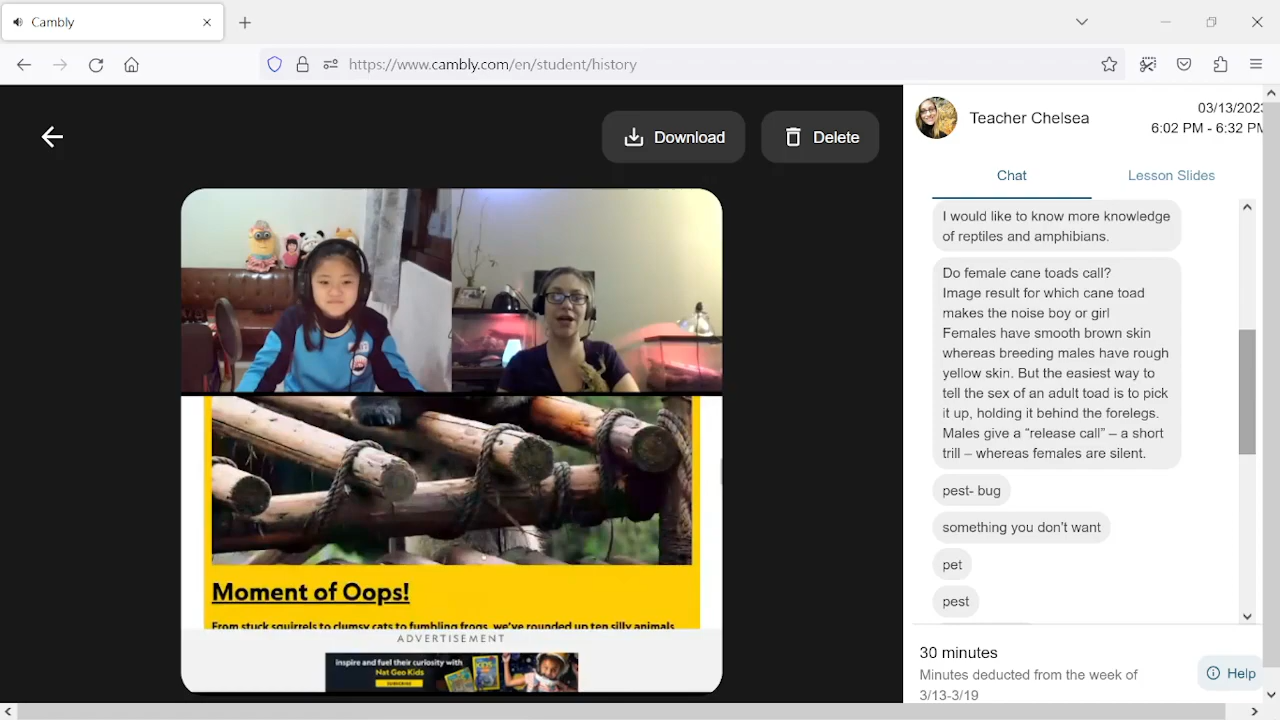 Cambly
https://www.cambly.com/en/student/history
Download
Delete
Teacher Chelsea
03/13/2023
6:02 PM - 6:32 PM
Chat
Lesson Slides
I would like to know more knowledge
of reptiles and amphibians.
Do female cane toads call?
Image result for which cane toad
makes the noise boy or girl
Females have smooth brown skin
whereas breeding males have rough
yellow skin. But the easiest way to
tell the sex of an adult toad is to pick
it up, holding it behind the forelegs.
Males give a “release call” – a short
trill – whereas females are silent.
pest- bug
something you don’t want
pet
pest
Moment of Oops!
From stuck squirrels to clumsy cats to fumbling frogs, we’ve rounded up ten silly animals
ADVERTISEMENT
Inspire and fuel their curiosity with
Nat Geo Kids
SUBSCRIBE
30 minutes
Minutes deducted from the week of
3/13-3/19
Help